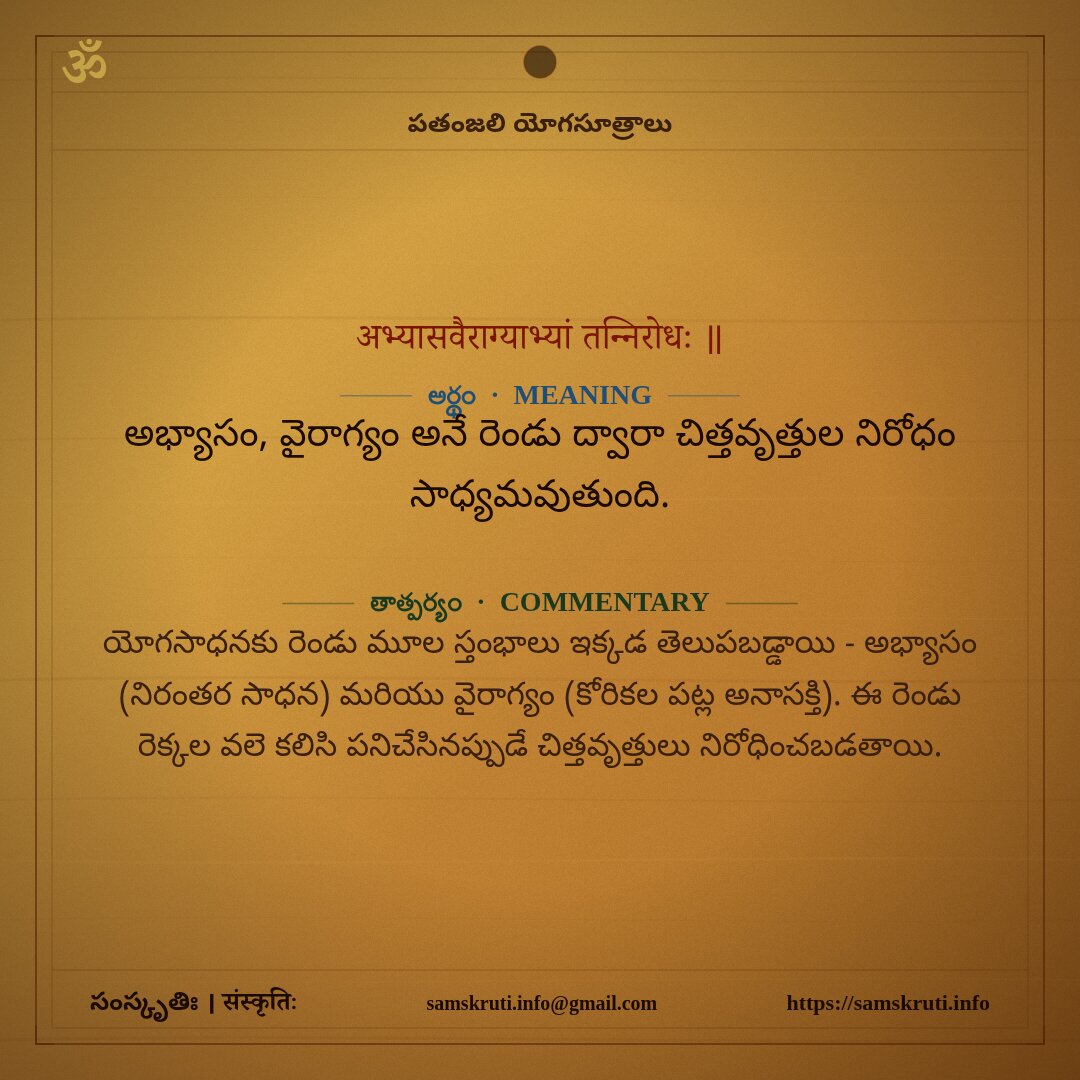 ॐ
పతంజలి యోగసూత్రాలు
अभ्यासवैराग्याभ्यां तन्निरोधः ॥
అర్థం · MEANING
అభ్యాసం, వైరాగ్యం అనే రెండు ద్వారా చిత్తవృత్తుల నిరోధం
సాధ్యమవుతుంది.
తాత్పర్యం · COMMENTARY
యోగసాధనకు రెండు మూల స్తంభాలు ఇక్కడ తెలుపబడ్డాయి - అభ్యాసం
(నిరంతర సాధన) మరియు వైరాగ్యం (కోరికల పట్ల అనాసక్తి). ఈ రెండు
రెక్కల వలె కలిసి పనిచేసినప్పుడే చిత్తవృత్తులు నిరోధించబడతాయి.
సంస్కృతిః | संस्कृतिः samskruti.info@gmail.com https://samskruti.info